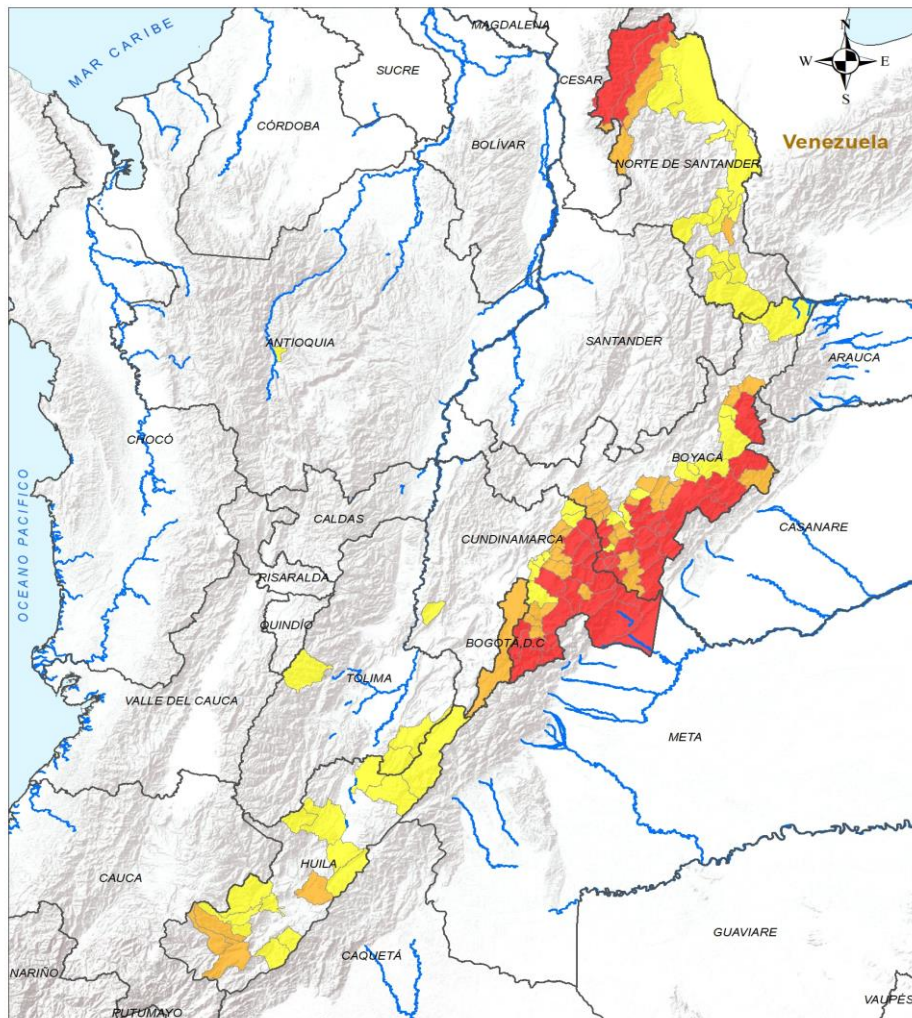 MAGDALENA
MAR CARIBE
N
SUCRE
CESAR
W
E
S
CÓRDOBA
BOLÍVAR
Venezuela
NORTE DE SANTANDER
ANTIOQUIA
SANTANDER
ARAUCA
CHOCÓ
BOYACÁ
OCEANO PACIFICO
CALDAS
CUNDINAMARCA
CASANARE
RISARALDA
QUINDÍO
BOGOTÁ, D.C
TOLIMA
VALLE DEL CAUCA
META
HUILA
CAUCA
GUAVIARE
CAQUETÁ
NARIÑO
VAUPÉS
PUTUMAYO